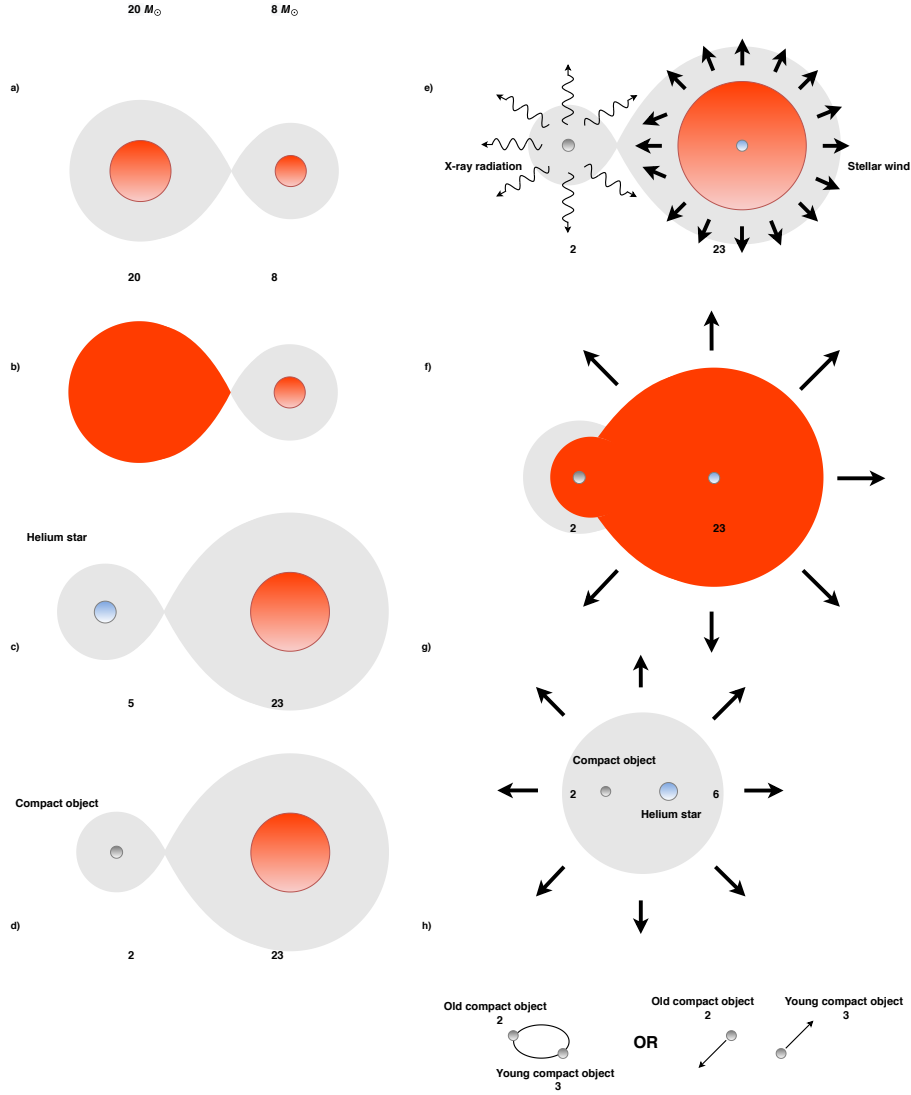 20 M☉
8 M☉
a)
20
8
b)
Helium star
c)
5
23
Compact object
d)
2
23
e)
X-ray radiation
Stellar wind
2
23
f)
2
23
g)
Compact object
2
6
Helium star
h)
Old compact object
2
Young compact object
3
OR
Old compact object
2
Young compact object
3